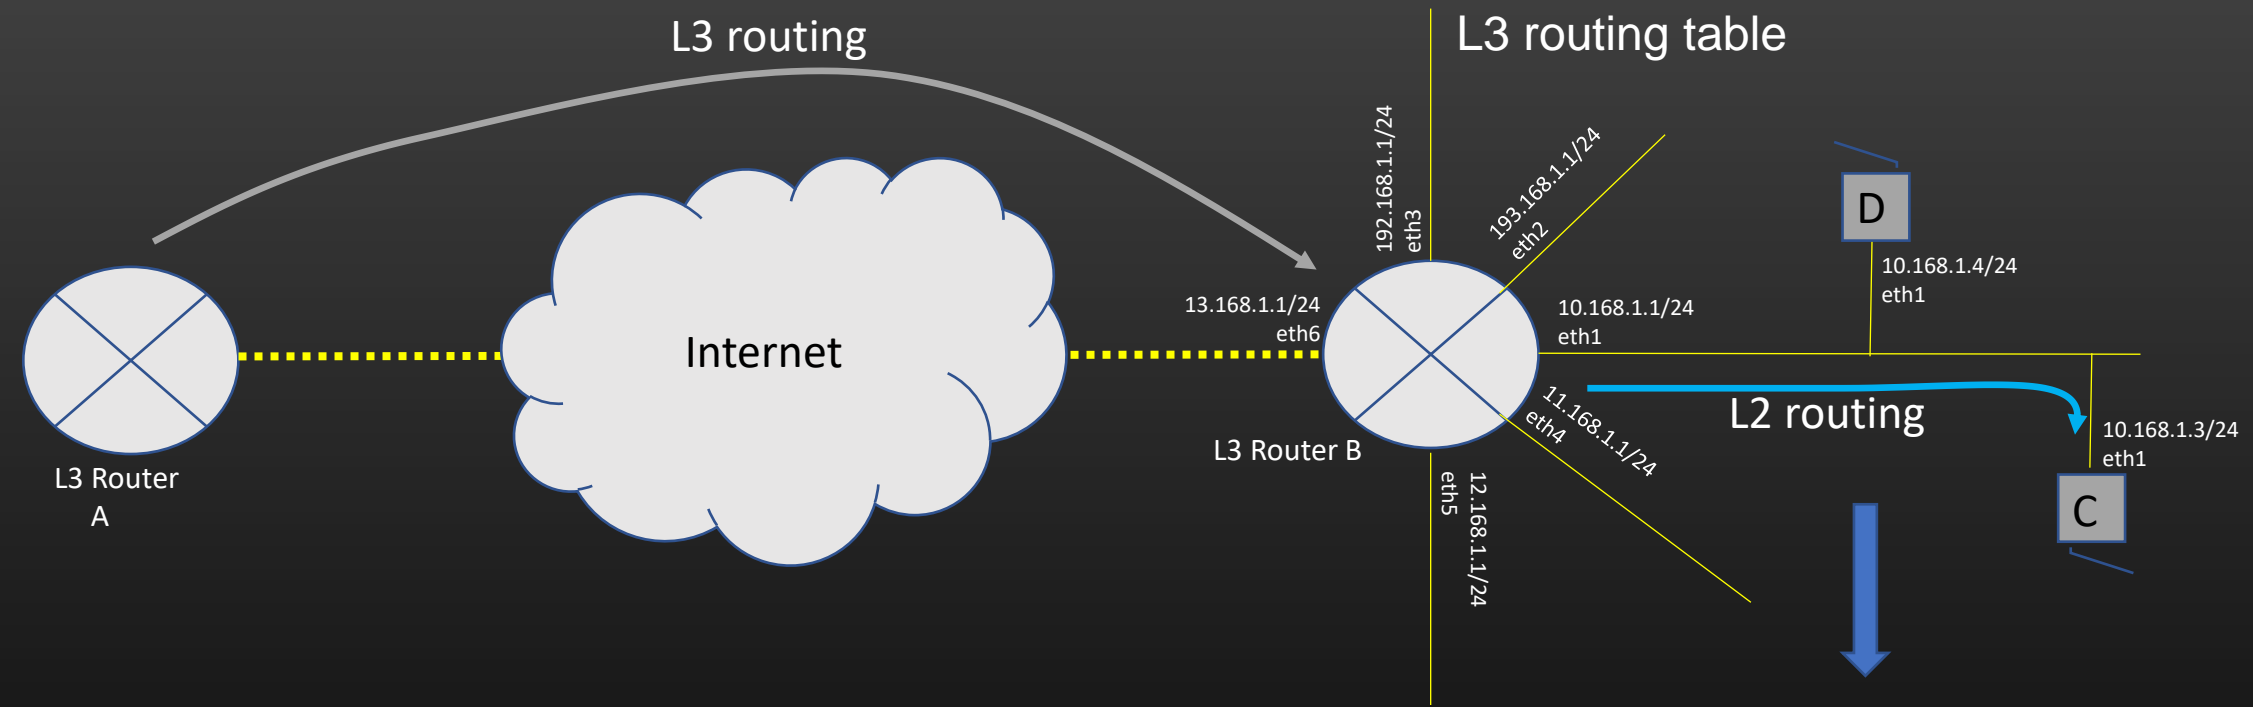 L3 routing
L3 routing table
192.168.1.1/24
eth3
193.168.1.1/24
eth2
D
10.168.1.4/24
eth1
13.168.1.1/24
eth6
10.168.1.1/24
eth1
Internet
11.168.1.1/24
eth4
L2 routing
10.168.1.3/24
eth1
L3 Router B
L3 Router
A
12.168.1.1/24
eth5
C